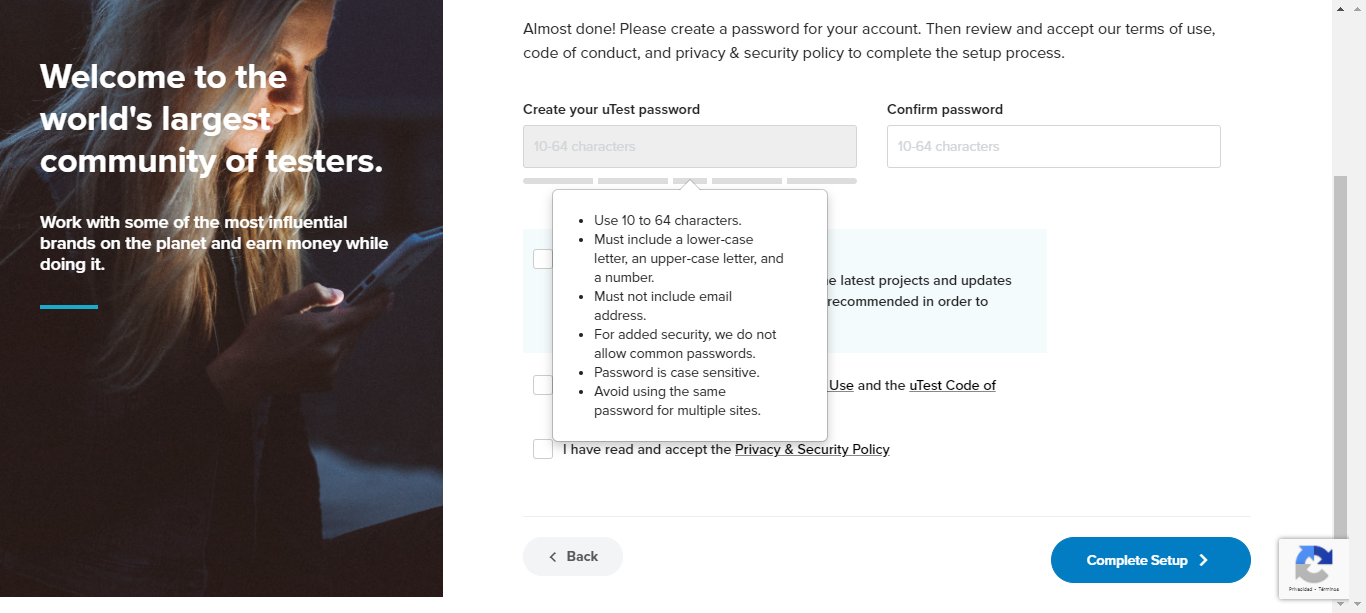 Welcome to the
world's largest
community of testers.
Work with some of the most influential
brands on the planet and earn money while
doing it.
Almost done! Please create a password for your account. Then review and accept our terms of use,
code of conduct, and privacy & security policy to complete the setup process.
Create your uTest password
Confirm password
10-64 characters
10-64 characters
Use 10 to 64 characters.
Must include a lower-case
letter, an upper-case letter, and
a number.
Must not include email
address.
For added security, we do not
allow common passwords.
Password is case sensitive.
Avoid using the same
password for multiple sites.
latest projects and updates
recommended in order to
Use and the uTest Code of
I have read and accept the Privacy & Security Policy
Back
Complete Setup
Privacidad - Términos